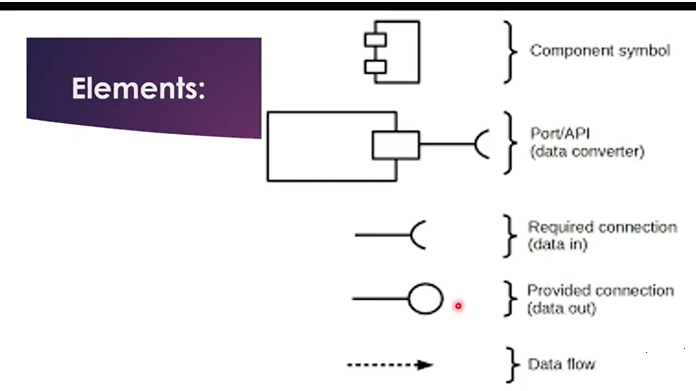 Elements:
Component symbol
Port/API
(data converter)
Required connection
(data in)
Provided connection
(data out)
Data flow